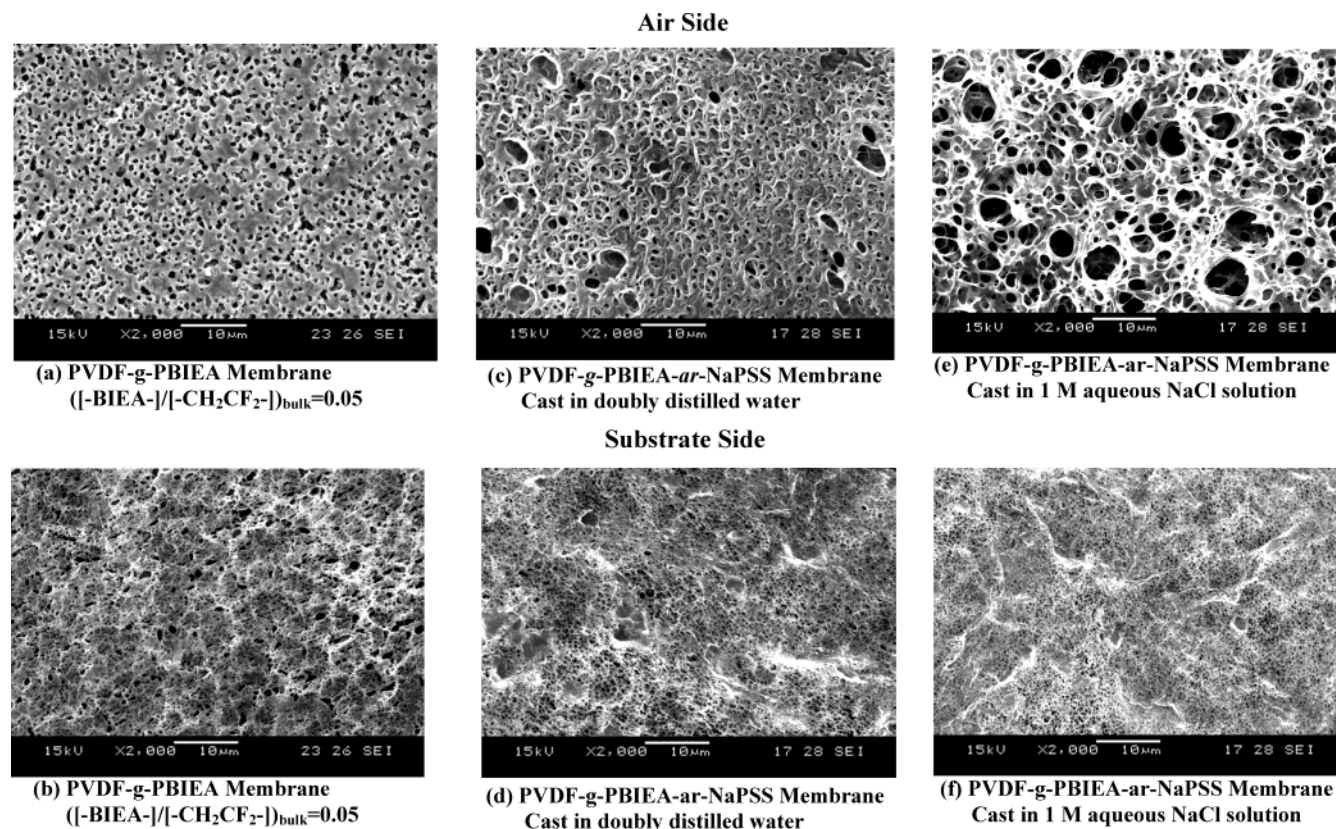 Air Side
15kV X2,000 10μm 23 26 SEI
15kV X2,000 10μm 17 28 SEI
15kV X2,000 10μm 17 28 SEI
(a) PVDF-g-PBIEA Membrane
([-BIEA-]/[-CH₂CF₂-])bulk=0.05
(c) PVDF-g-PBIEA-ar-NaPSS Membrane
Cast in doubly distilled water
(e) PVDF-g-PBIEA-ar-NaPSS Membrane
Cast in 1 M aqueous NaCl solution
Substrate Side
15kV X2,000 10μm 23 26 SEI
15kV X2,000 10μm 17 28 SEI
15kV X2,000 10μm 17 28 SEI
(b) PVDF-g-PBIEA Membrane
([-BIEA-]/[-CH₂CF₂-])bulk=0.05
(d) PVDF-g-PBIEA-ar-NaPSS Membrane
Cast in doubly distilled water
(f) PVDF-g-PBIEA-ar-NaPSS Membrane
Cast in 1 M aqueous NaCl solution